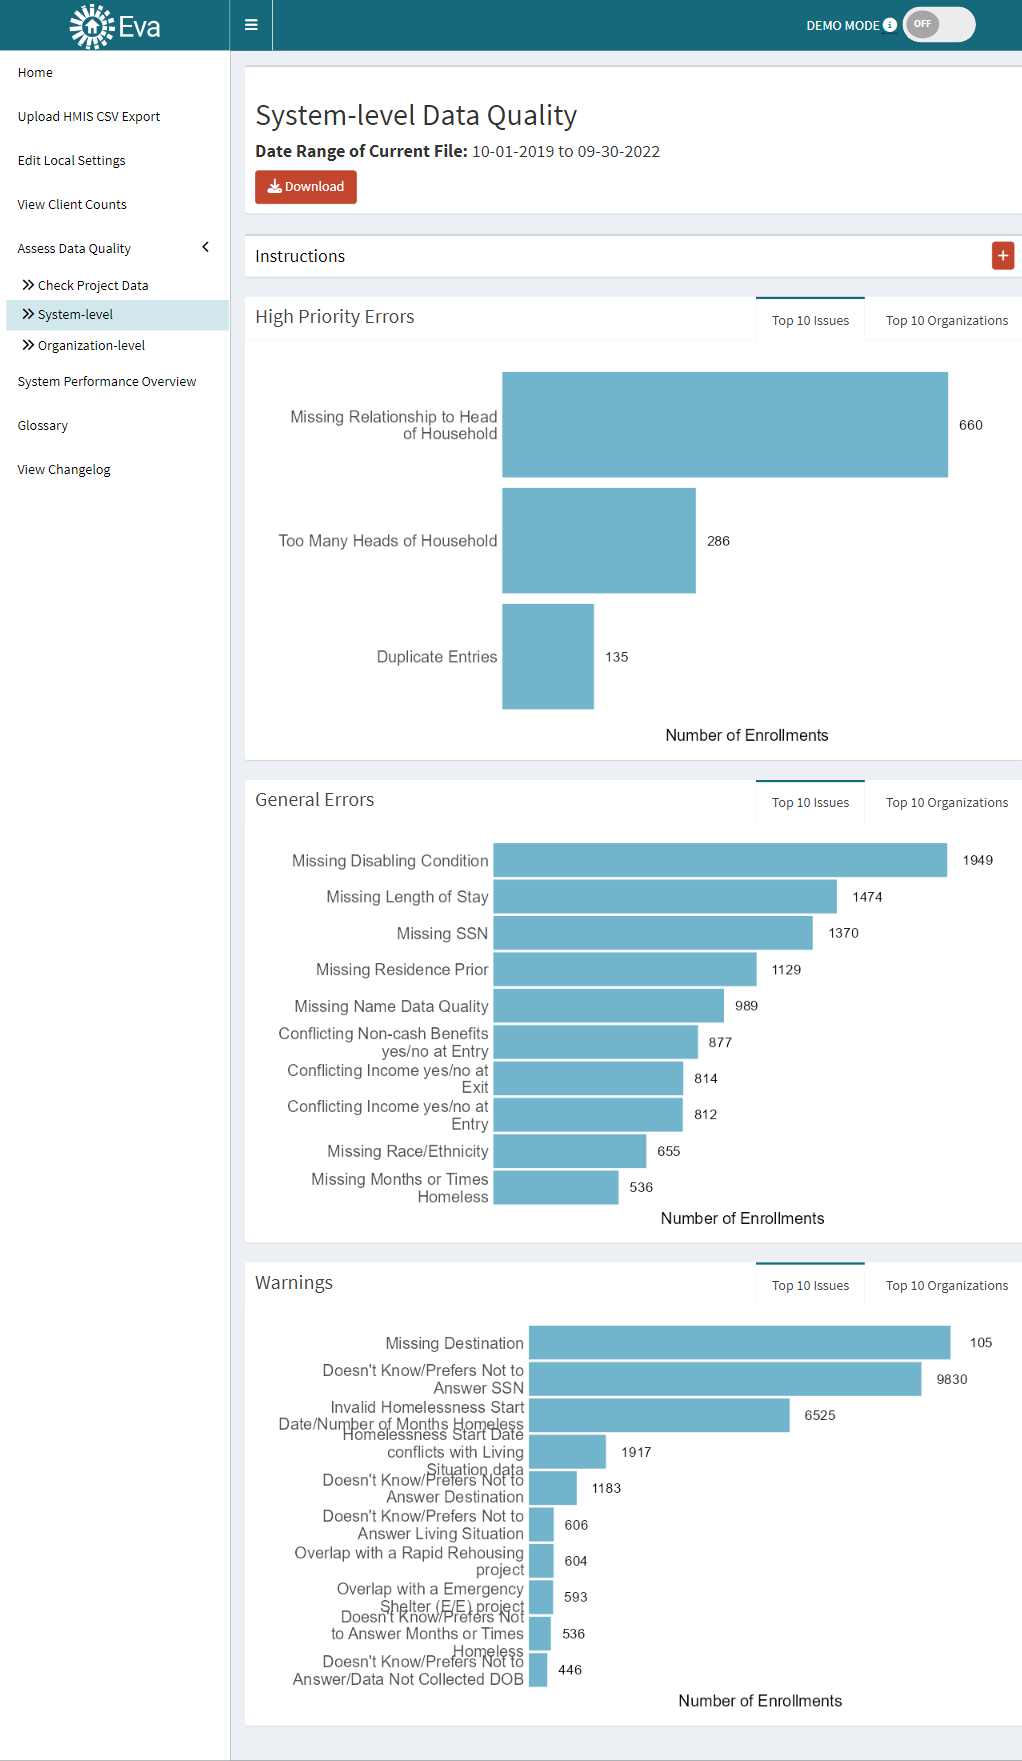 Eva
DEMO MODE
OFF
Home
Upload HMIS CSV Export
Edit Local Settings
View Client Counts
Assess Data Quality
Check Project Data
System-level
Organization-level
System Performance Overview
Glossary
View Changelog
System-level Data Quality
Date Range of Current File: 10-01-2019 to 09-30-2022
Download
Instructions
+
High Priority Errors
Top 10 Issues
Top 10 Organizations
Missing Relationship to Head
of Household
660
Too Many Heads of Household
286
Duplicate Entries
135
Number of Enrollments
General Errors
Top 10 Issues
Top 10 Organizations
Missing Disabling Condition
1949
Missing Length of Stay
1474
Missing SSN
1370
Missing Residence Prior
1129
Missing Name Data Quality
989
Conflicting Non-cash Benefits
yes/no at Entry
877
Conflicting Income yes/no at
Exit
814
Conflicting Income yes/no at
Entry
812
Missing Race/Ethnicity
655
Missing Months or Times
Homeless
536
Number of Enrollments
Warnings
Top 10 Issues
Top 10 Organizations
Missing Destination
105
Doesn't Know/Prefers Not to
Answer SSN
9830
Invalid Homelessness Start
Date/Number of Months Homeless
6525
Homelessness Start Date
conflicts with Living
Situation data
1917
Doesn't Know/Prefers Not to
Answer Destination
1183
Doesn't Know/Prefers Not to
Answer Living Situation
606
Overlap with a Rapid Rehousing
project
604
Overlap with a Emergency
Shelter (E/E) project
593
Doesn't Know/Prefers Not
to Answer Months or Times
Homeless
536
Doesn't Know/Prefers Not to
Answer/Data Not Collected DOB
446
Number of Enrollments